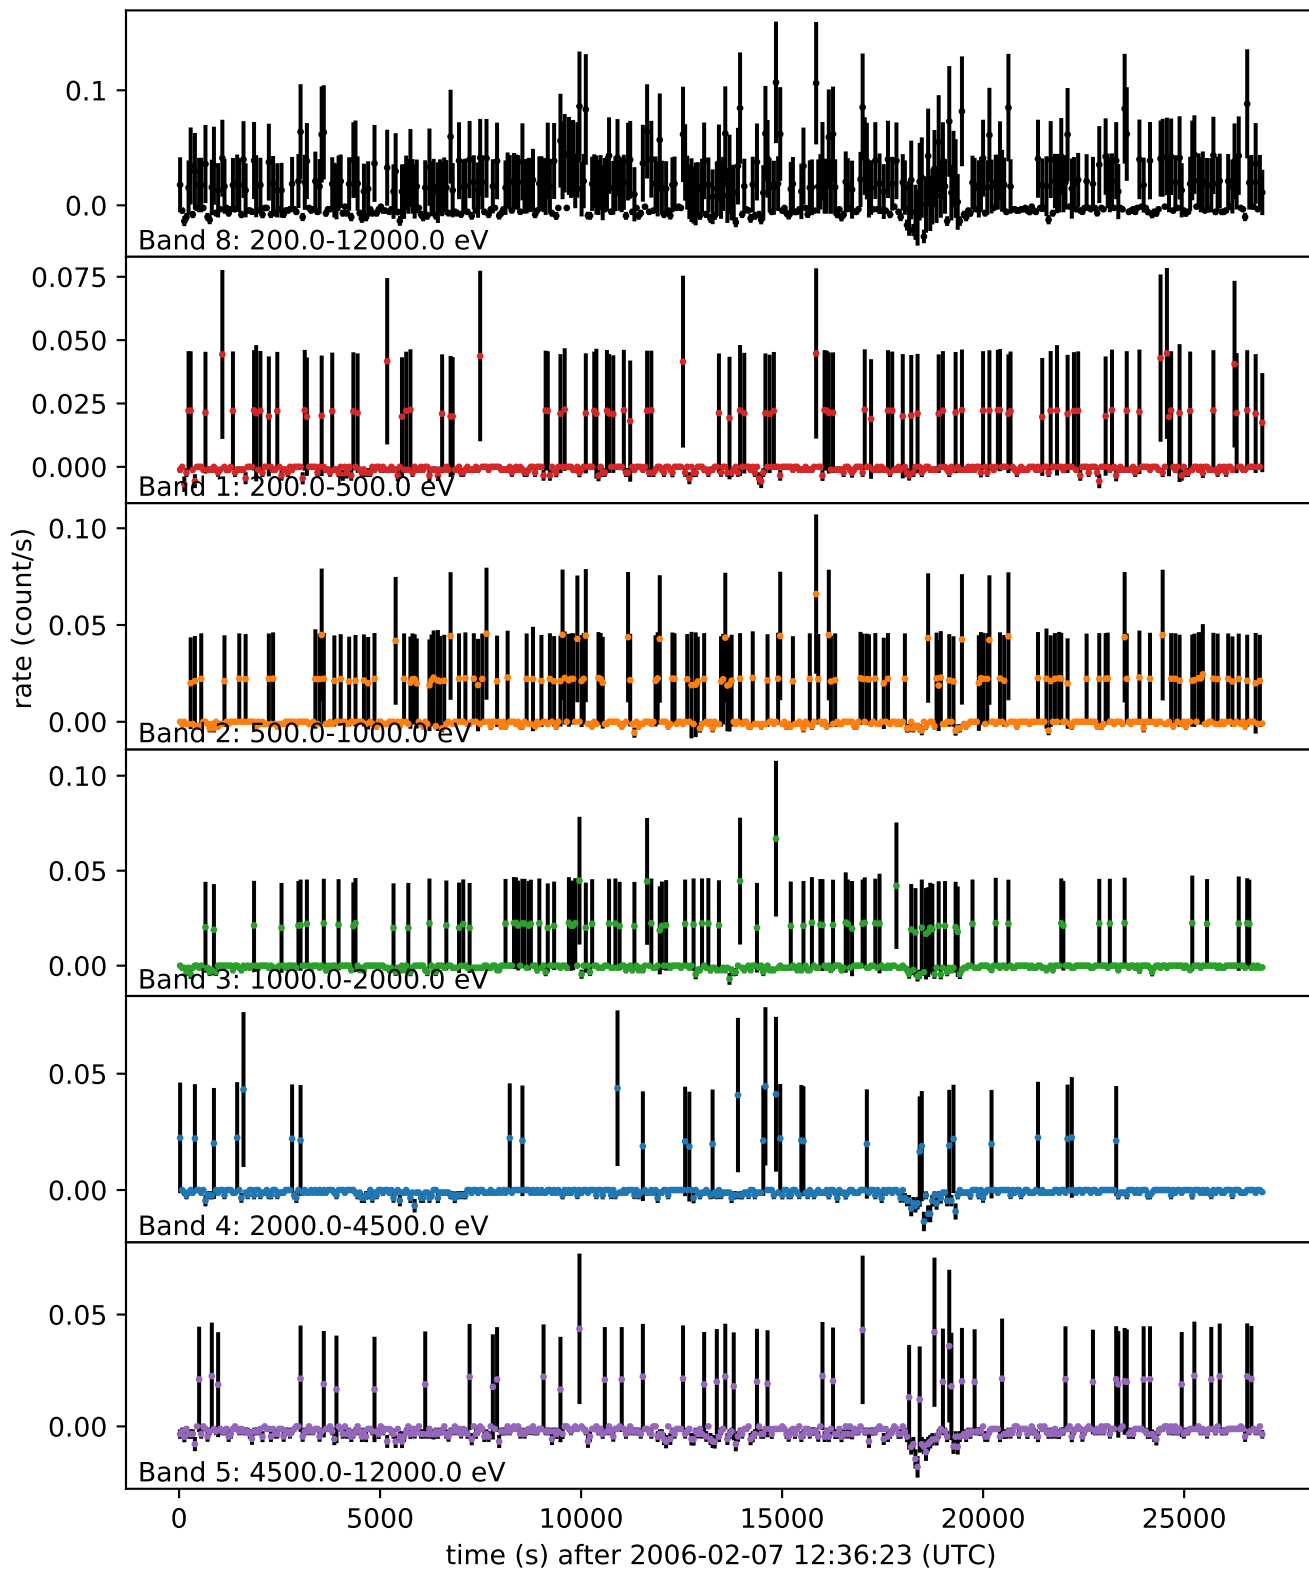 0.1
0.0
Band 8: 200.0-12000.0 eV
0.075
0.050
0.025
0.000
Band 1: 200.0-500.0 eV
rate (count/s)
0.10
0.05
0.00
Band 2: 500.0-1000.0 eV
0.10
0.05
0.00
Band 3: 1000.0-2000.0 eV
0.05
0.00
Band 4: 2000.0-4500.0 eV
0.05
0.00
Band 5: 4500.0-12000.0 eV
0 5000 10000 15000 20000 25000
time (s) after 2006-02-07 12:36:23 (UTC)